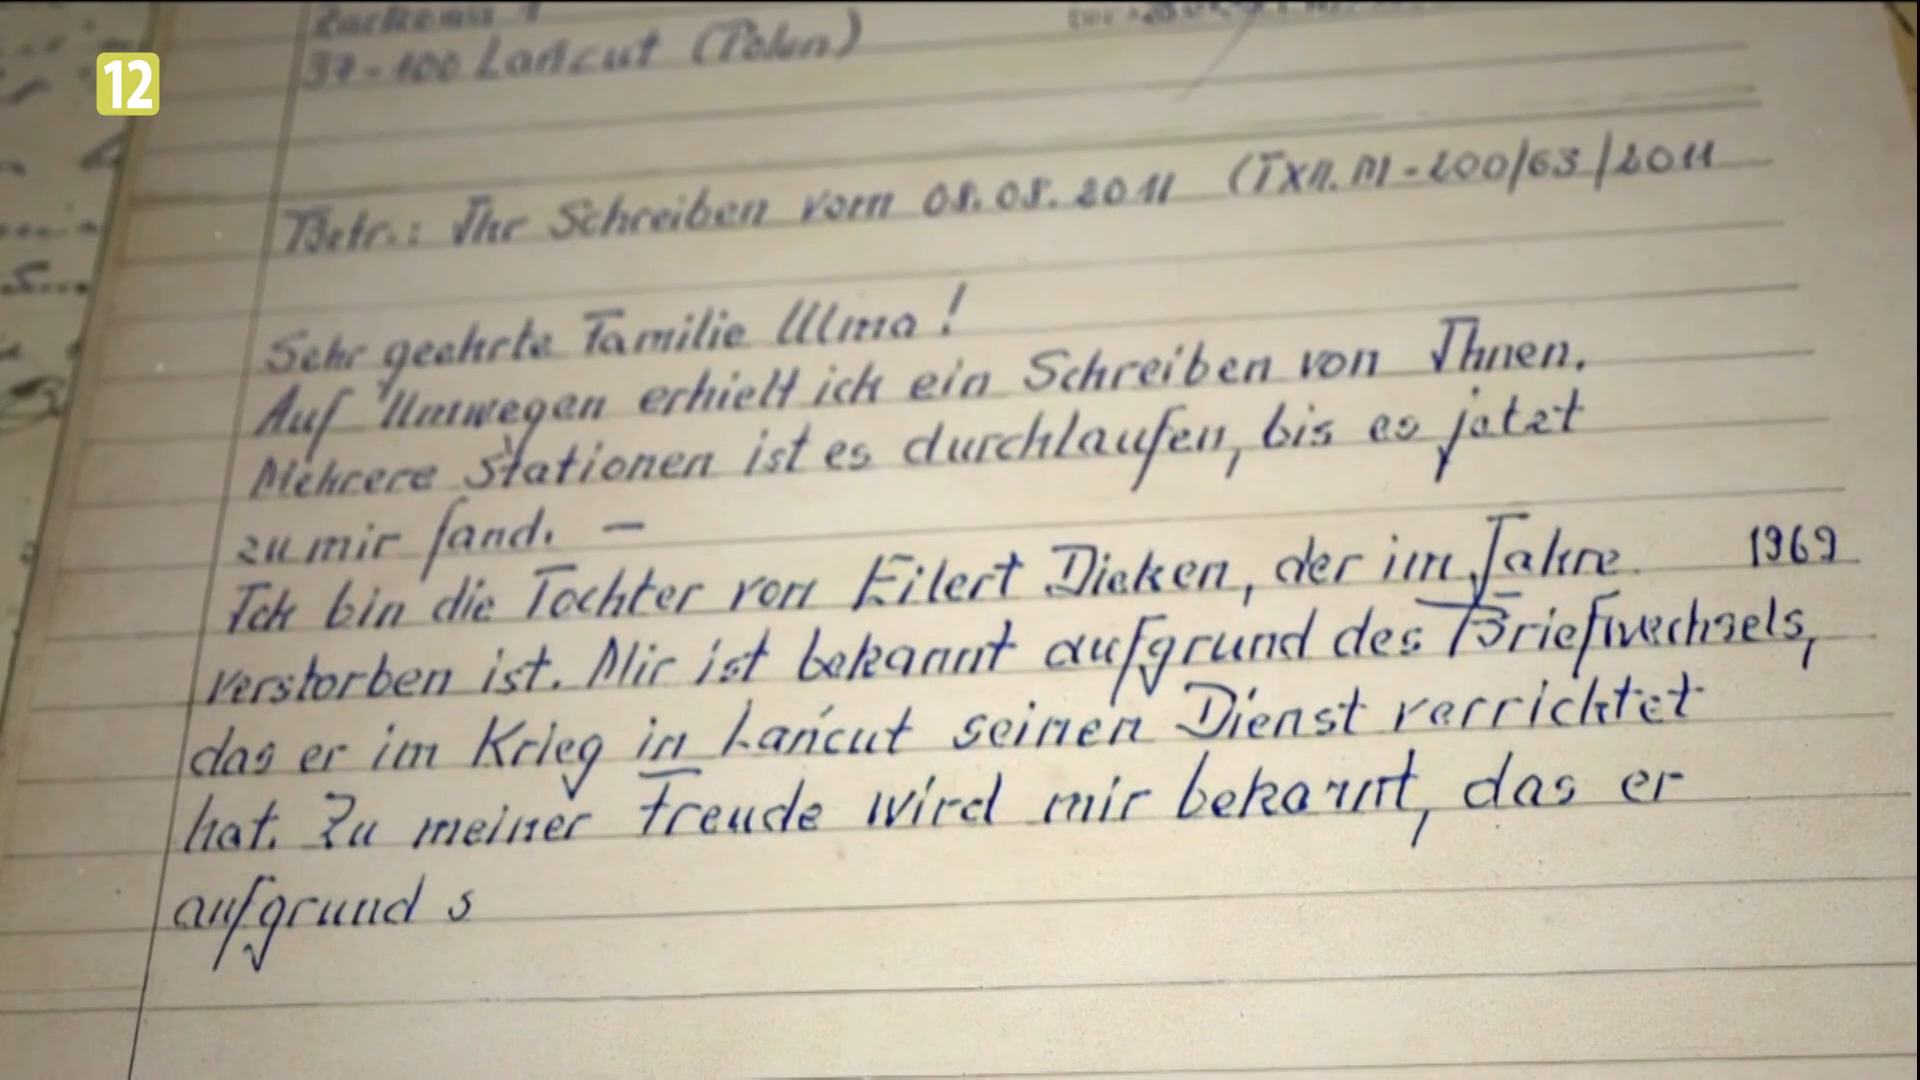 12
37-100 Lańcut (Polen)
Betr.: Ihr Schreiben vom 08.08.2011 -200/63/2011
Sehr geehrte Familie Ulma!
Auf Umwegen erhielt ich ein Schreiben von Ihnen.
Mehrere Stationen ist es durchlaufen, bis es jetzt
zu mir fand. —
Ich bin die Tochter von Eilert Dieken, der im Jahre 1969
verstorben ist. Mir ist bekannt aufgrund des Briefwechsels,
das er im Krieg in Lańcut seinen Dienst verrichtet
hat. Zu meiner Freude wird mir bekannt, das er
aufgrund s